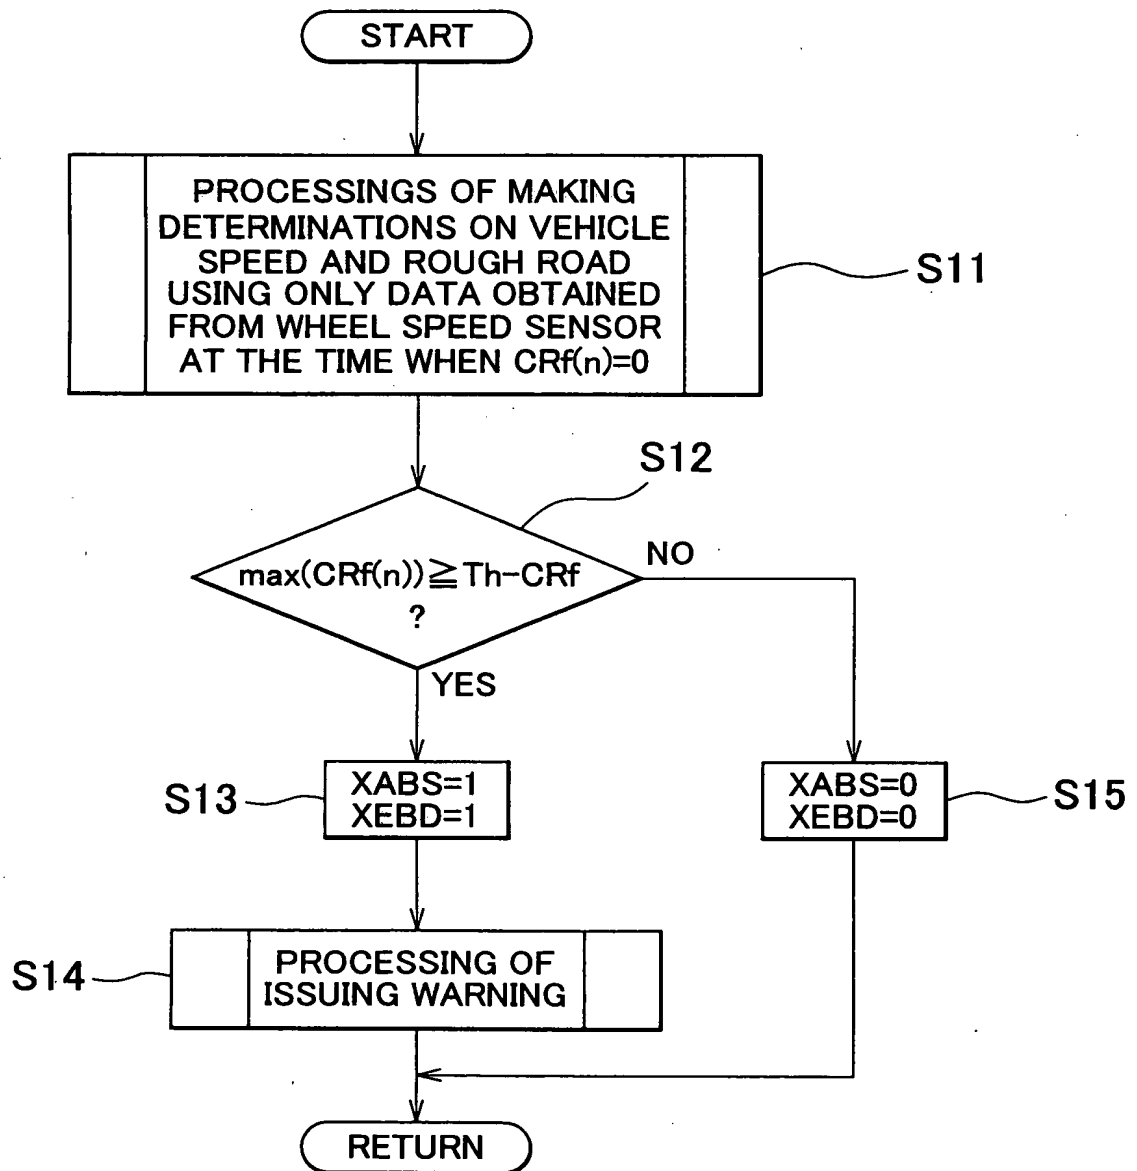 START
PROCESSINGS OF MAKING
DETERMINATIONS ON VEHICLE
SPEED AND ROUGH ROAD
USING ONLY DATA OBTAINED
FROM WHEEL SPEED SENSOR
AT THE TIME WHEN CRf(n)=0
S11
S12
max(CRf(n))≧Th-CRf
?
NO
YES
XABS=1
XEBD=1
S13
XABS=0
XEBD=0
S15
PROCESSING OF
ISSUING WARNING
S14
RETURN